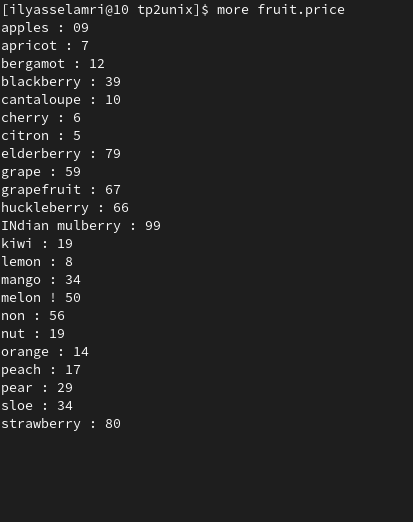 [ilyasselamri@10 tp2unix]$ more fruit.price
apples : 09
apricot : 7
bergamot : 12
blackberry : 39
cantaloupe : 10
cherry : 6
citron : 5
elderberry : 79
grape : 59
grapefruit : 67
huckleberry : 66
INdian mulberry : 99
kiwi : 19
lemon : 8
mango : 34
melon ! 50
non : 56
nut : 19
orange : 14
peach : 17
pear : 29
sloe : 34
strawberry : 80